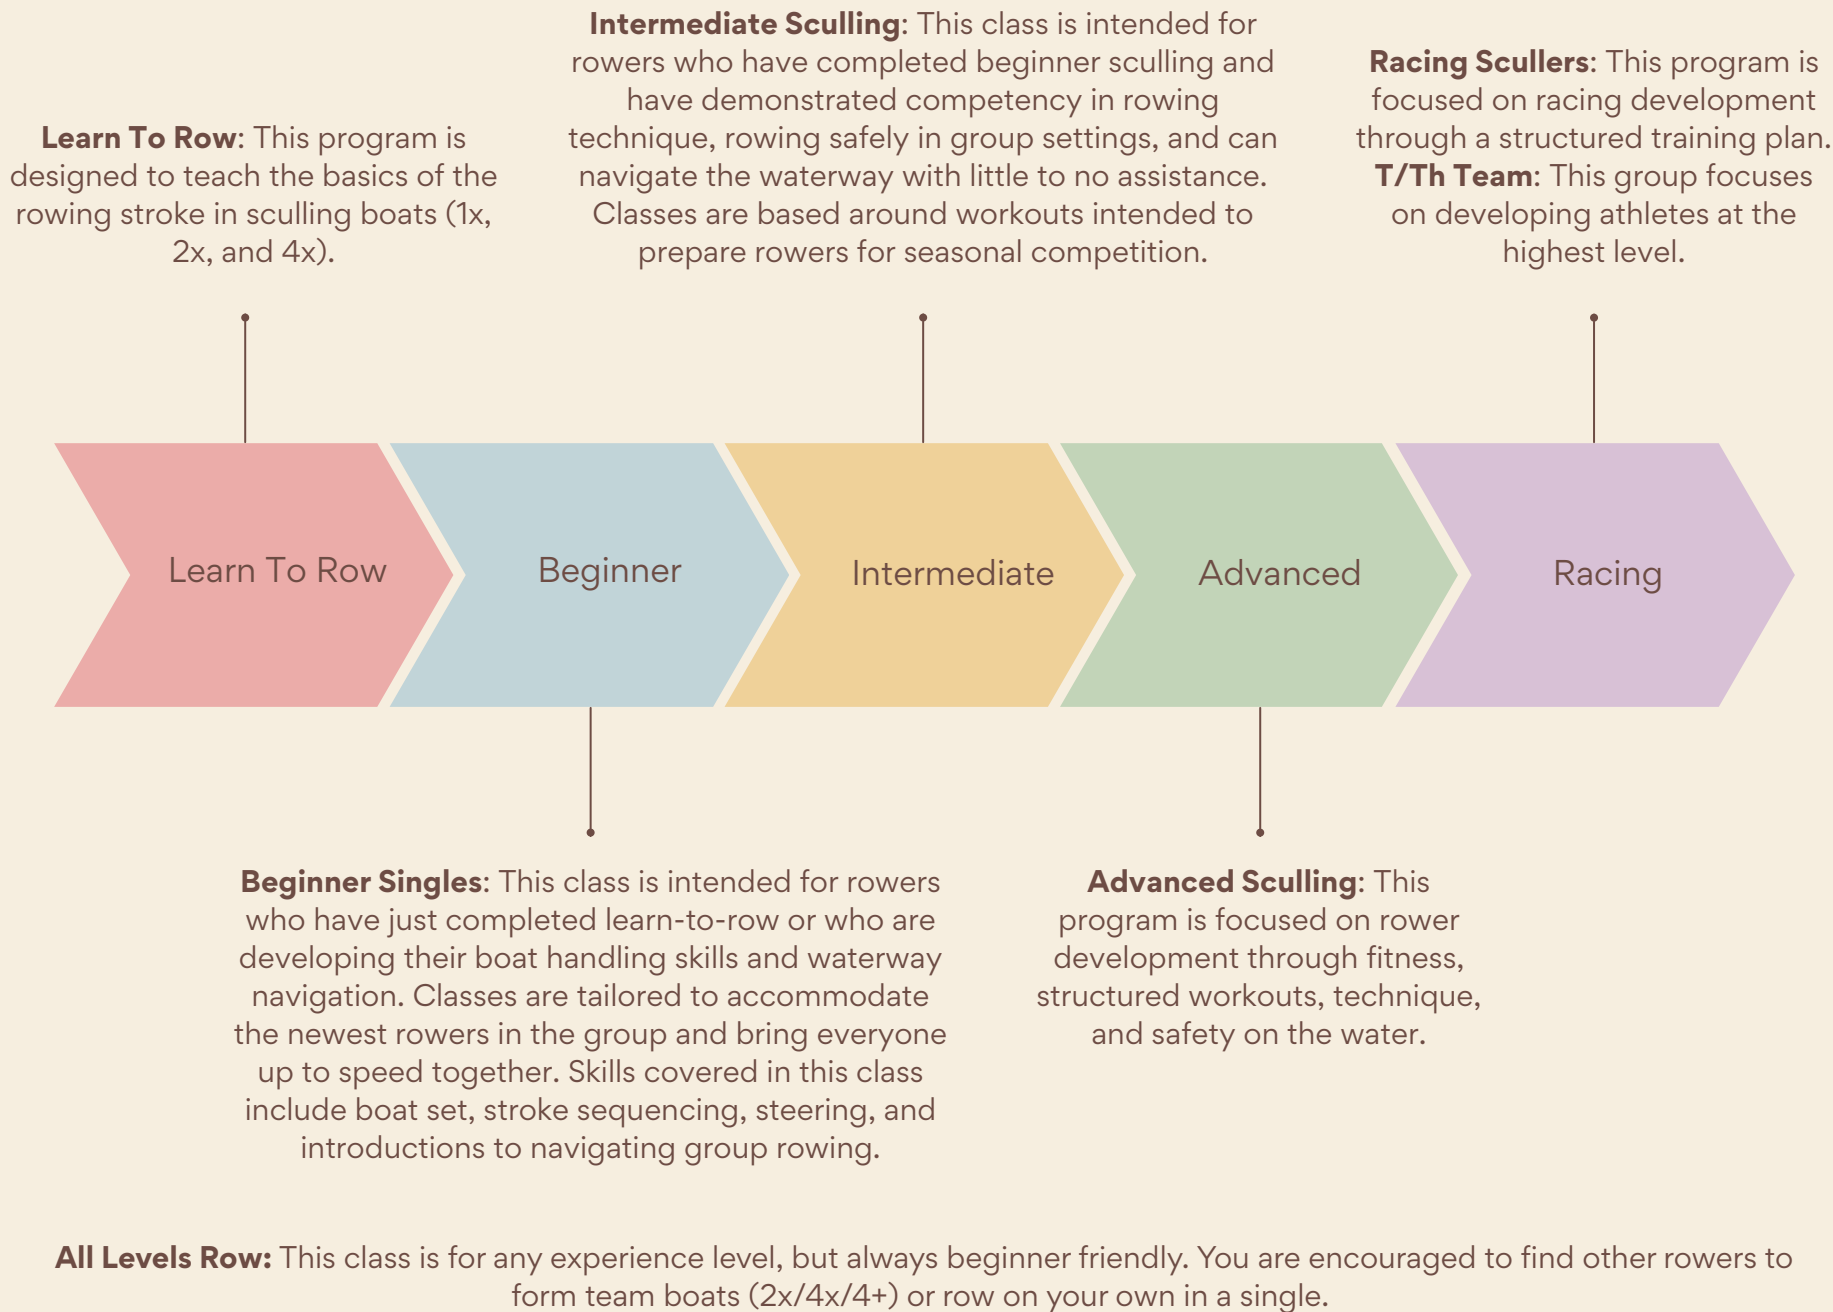 Intermediate Sculling: This class is intended for
rowers who have completed beginner sculling and
have demonstrated competency in rowing
technique, rowing safely in group settings, and can
navigate the waterway with little to no assistance.
Classes are based around workouts intended to
prepare rowers for seasonal competition.
Racing Scullers: This program is
focused on racing development
through a structured training plan.
T/Th Team: This group focuses
on developing athletes at the
highest level.
Learn To Row: This program is
designed to teach the basics of the
rowing stroke in sculling boats (1x,
2x, and 4x).
Learn To Row
Beginner
Intermediate
Advanced
Racing
Beginner Singles: This class is intended for rowers
who have just completed learn-to-row or who are
developing their boat handling skills and waterway
navigation. Classes are tailored to accommodate
the newest rowers in the group and bring everyone
up to speed together. Skills covered in this class
include boat set, stroke sequencing, steering, and
introductions to navigating group rowing.
Advanced Sculling: This
program is focused on rower
development through fitness,
structured workouts, technique,
and safety on the water.
All Levels Row: This class is for any experience level, but always beginner friendly. You are encouraged to find other rowers to
form team boats (2x/4x/4+) or row on your own in a single.